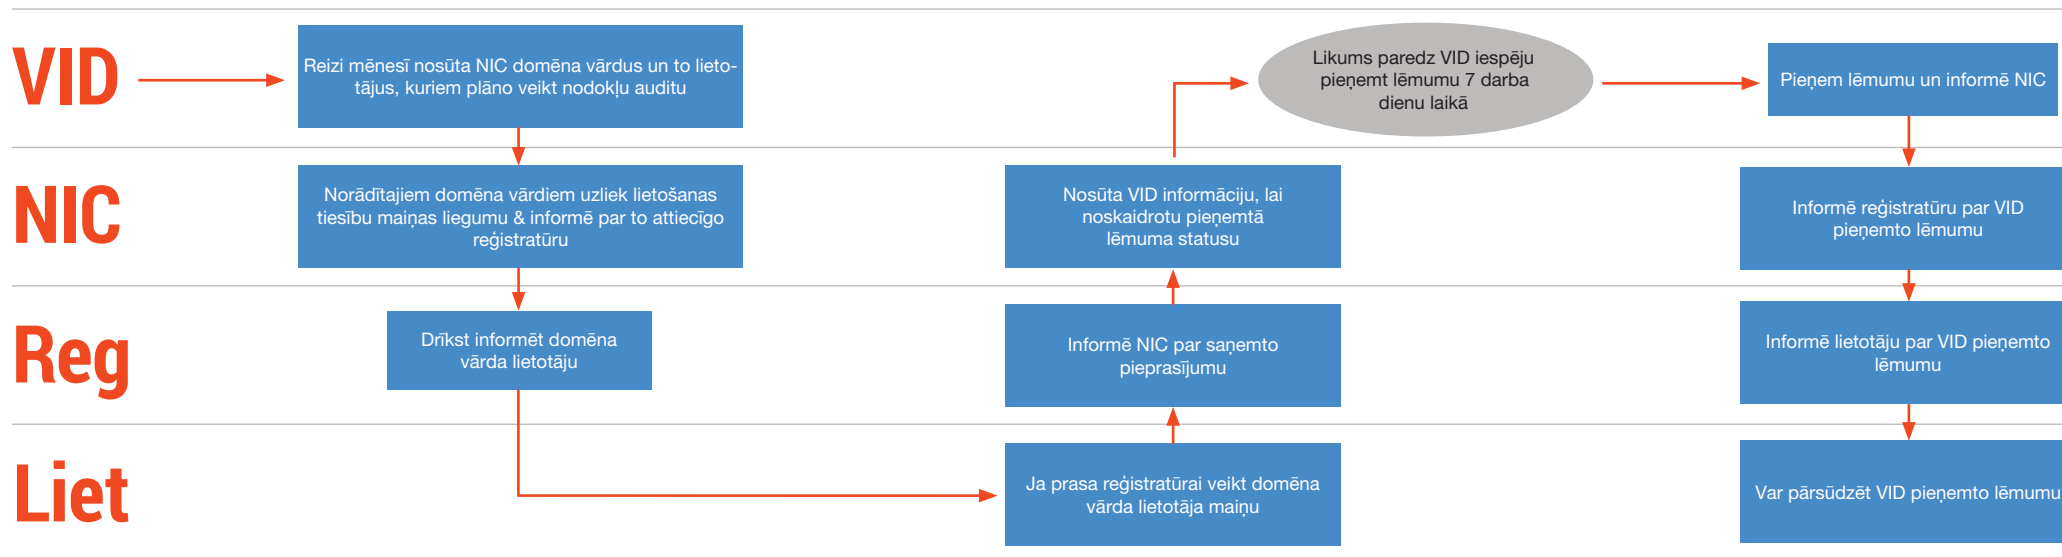 VID
Reizi mēnesī nosūta NIC domēna vārdus un to lieto-
tājus, kuriem plāno veikt nodokļu auditu
Likums paredz VID iespēju
pieņemt lēmumu 7 darba
dienu laikā
Pieņem lēmumu un informē NIC
NIC
Norādītajiem domēna vārdiem uzliek lietošanas
tiesību maiņas liegumu & informē par to attiecīgo
reģistratūru
Nosūta VID informāciju, lai
noskaidrotu pieņemtā
lēmuma statusu
Informē reģistratūru par VID
pieņemto lēmumu
Reg
Drīkst informēt domēna
vārda lietotāju
Informē NIC par saņemto
pieprasījumu
Informē lietotāju par VID pieņemto
lēmumu
Liet
Ja prasa reģistratūrai veikt domēna
vārda lietotāja maiņu
Var pārsūdzēt VID pieņemto lēmumu